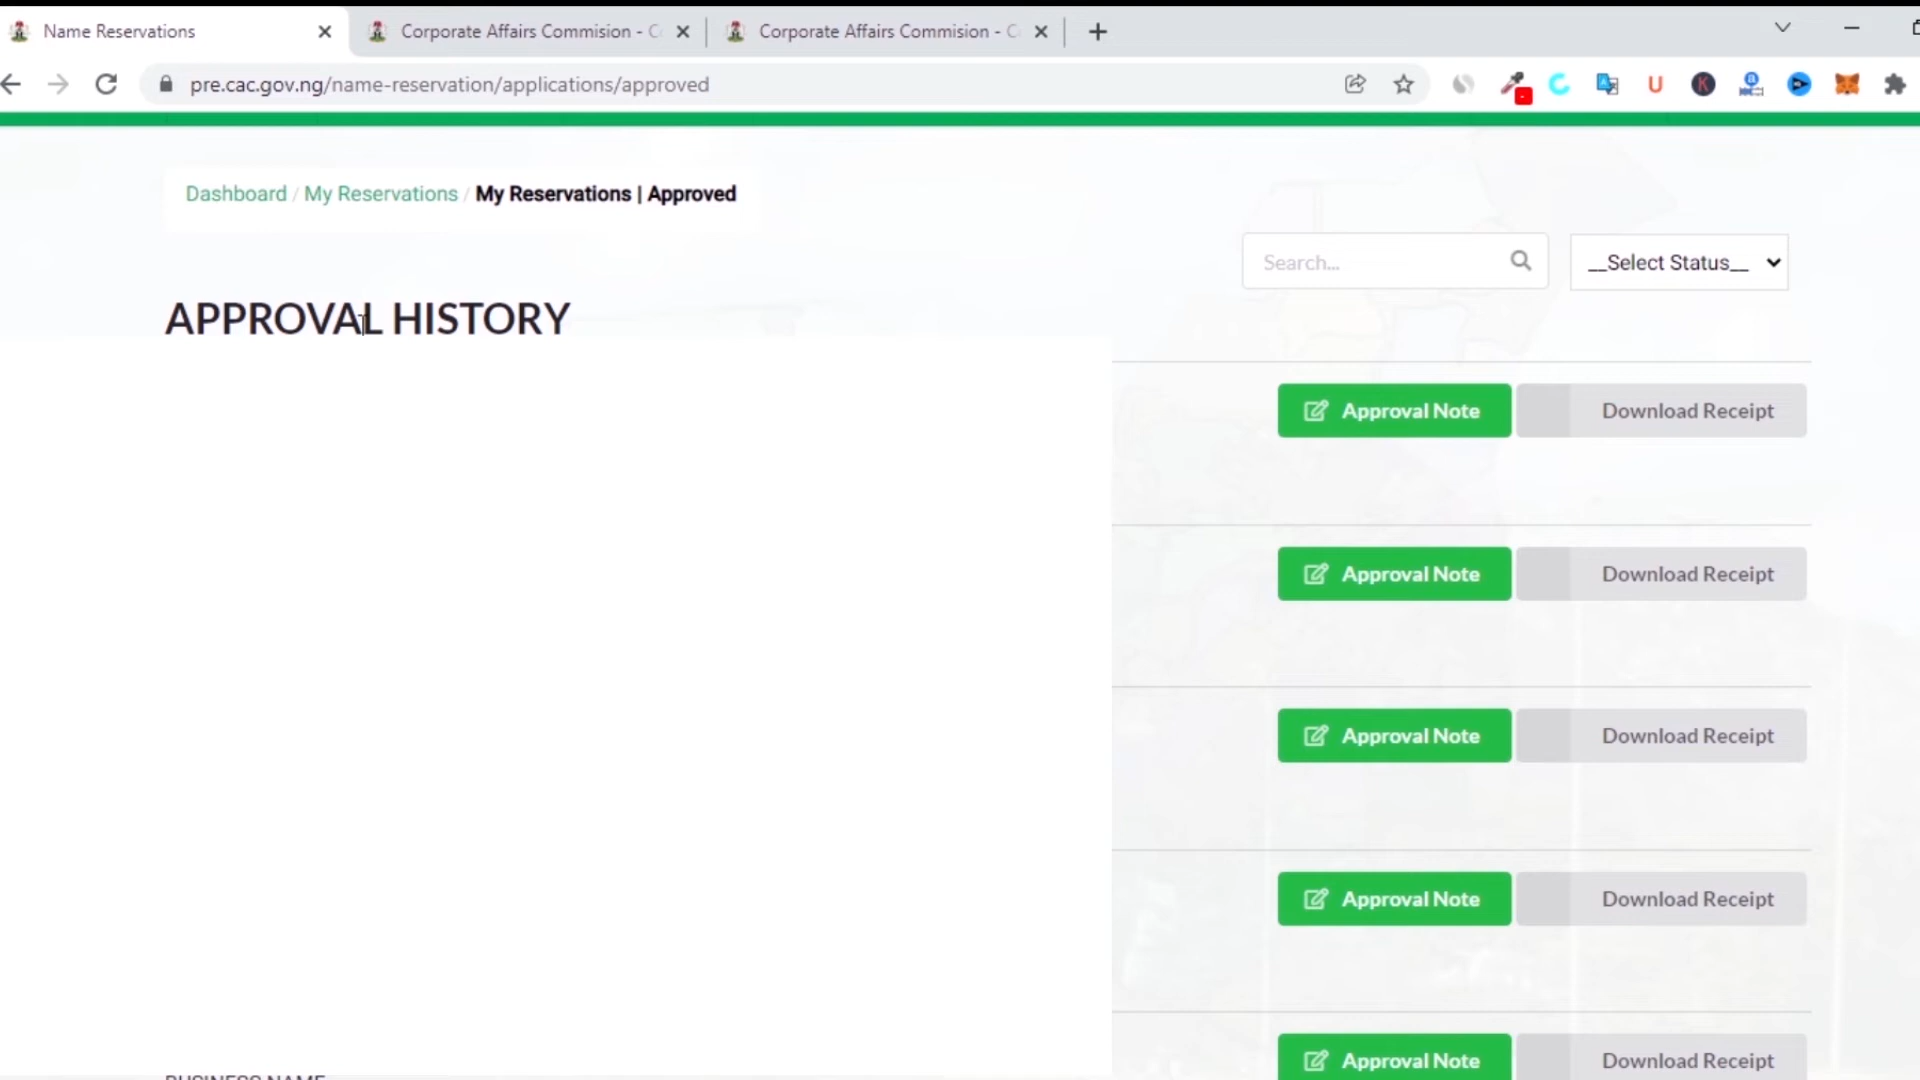 Name Reservations
Corporate Affairs Commision - C
Corporate Affairs Commision - C
pre.cac.gov.ng/name-reservation/applications/approved
Dashboard / My Reservations / My Reservations | Approved
Search...
__Select Status__
APPROVAL HISTORY
Approval Note Download Receipt
Approval Note Download Receipt
Approval Note Download Receipt
Approval Note Download Receipt
Approval Note Download Receipt
BUSINESS NAME